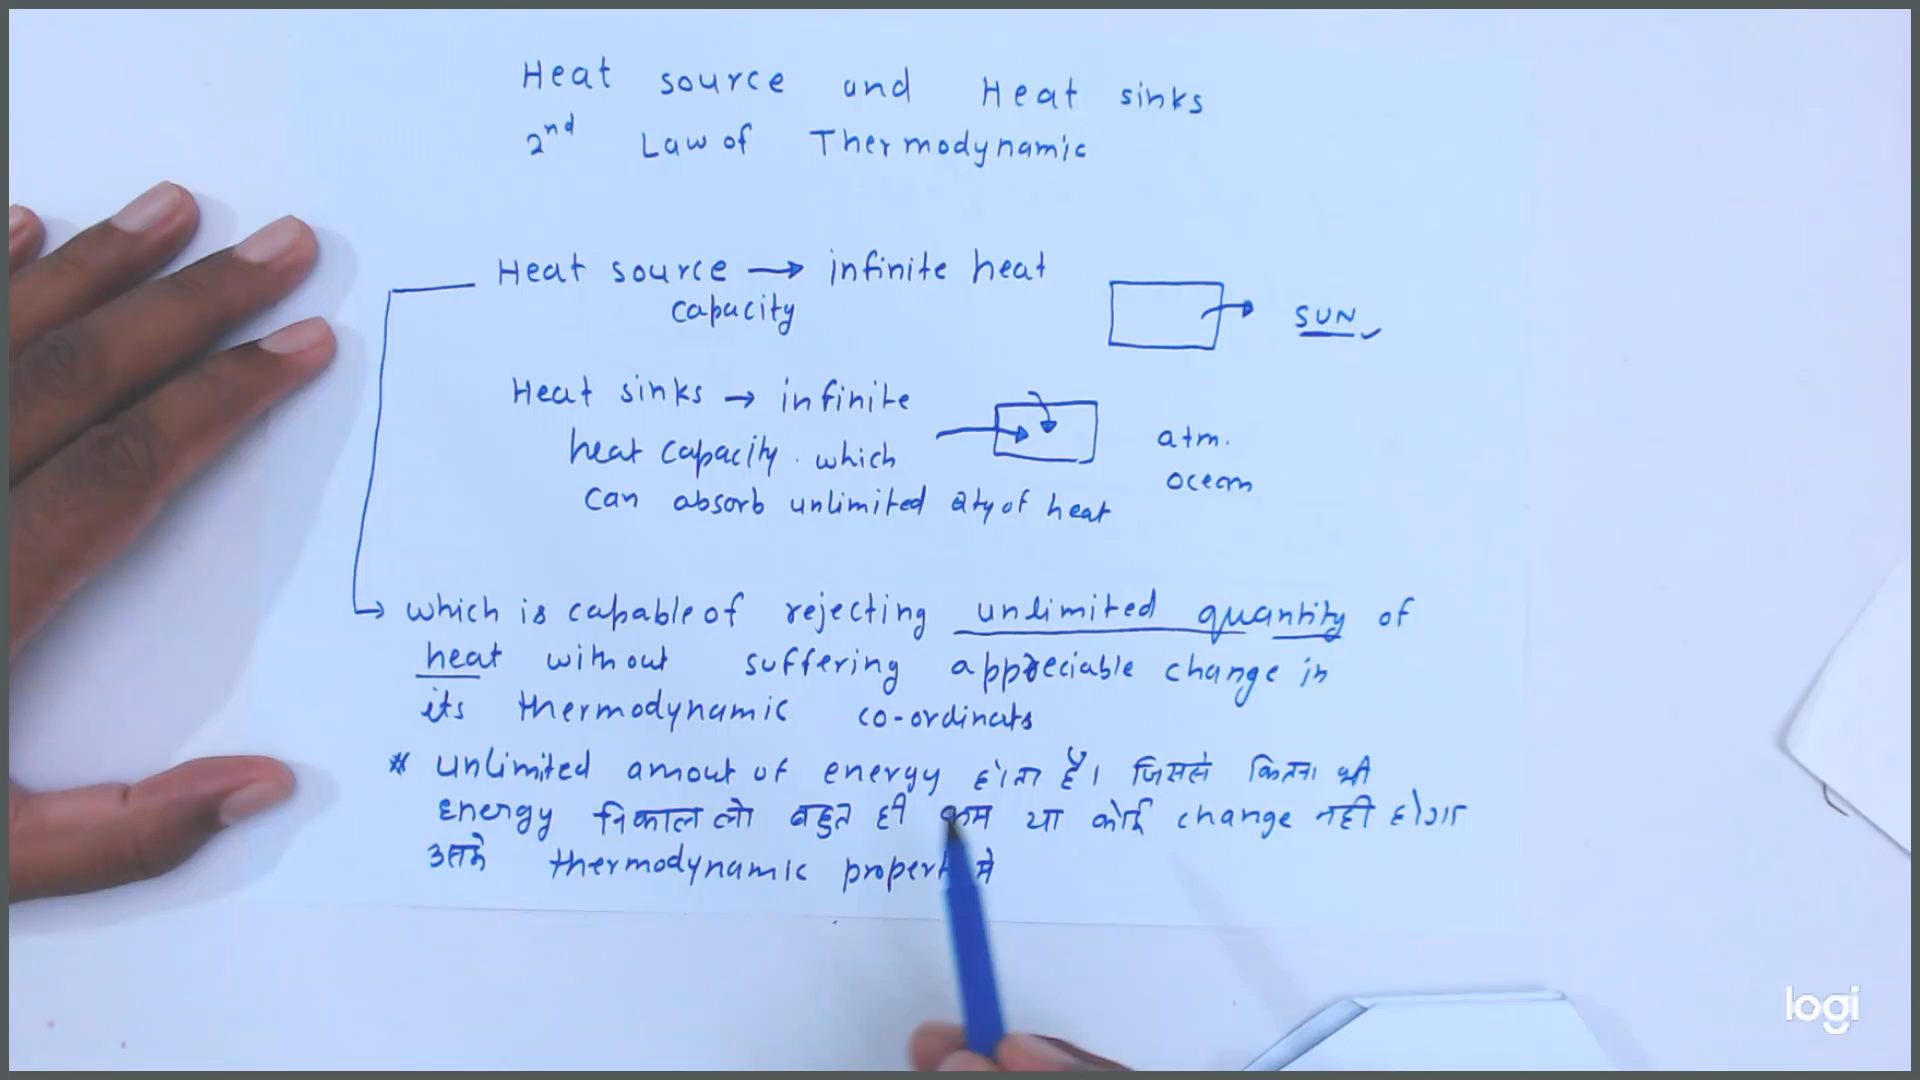 Heat source and Heat sinks
2nd Law of Thermodynamic
Heat source → infinite heat
capacity
SUN
Heat sinks → infinite
heat capacity. which
can absorb unlimited qty of heat
atm.
ocean
which is capable of rejecting unlimited quantity of
heat without suffering appreciable change in
its thermodynamic co-ordinats
* unlimited amout of energy होता है। जिससे कितना भी
energy निकाल लो बहुत ही कम या कोई change नही होगा
उसके thermodynamic propert मे
logi